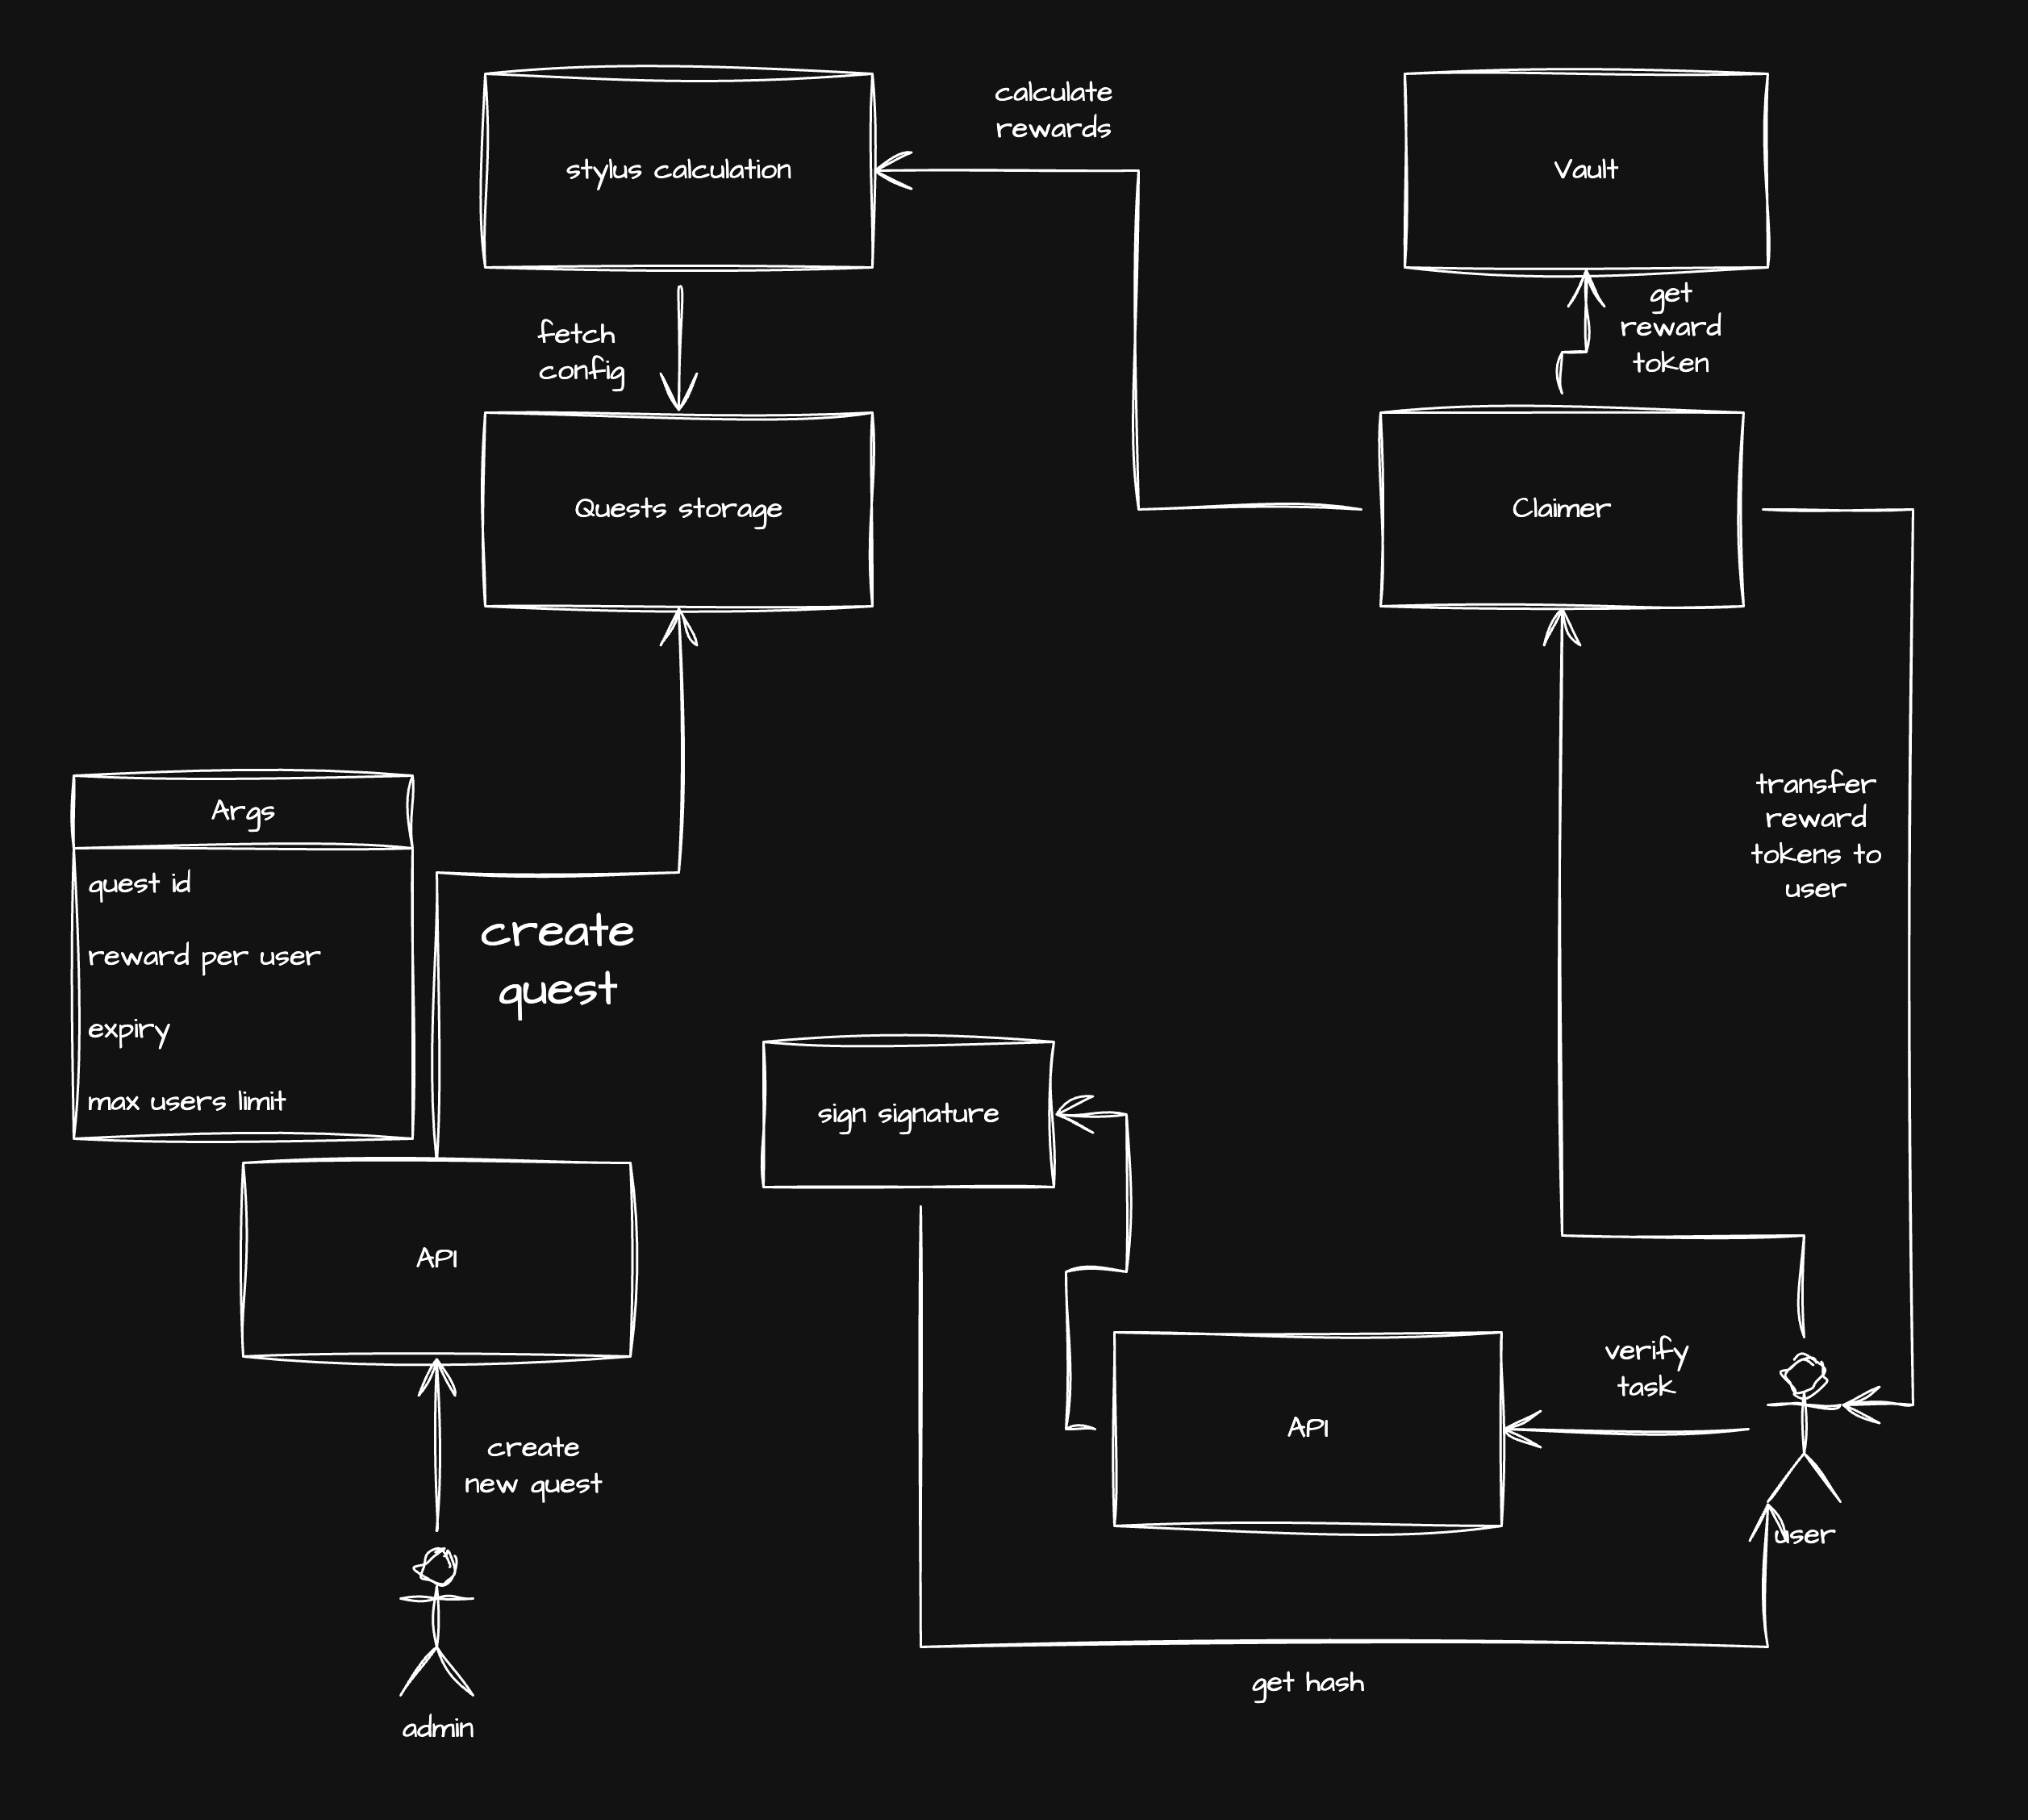 calculate
rewards
stylus calculation
Vault
get
reward
token
fetch
config
Quests storage
Claimer
transfer
reward
tokens to
user
Args
quest id
reward per user
expiry
max users limit
create
quest
sign signature
API
verify
task
API
create
new quest
user
get hash
admin